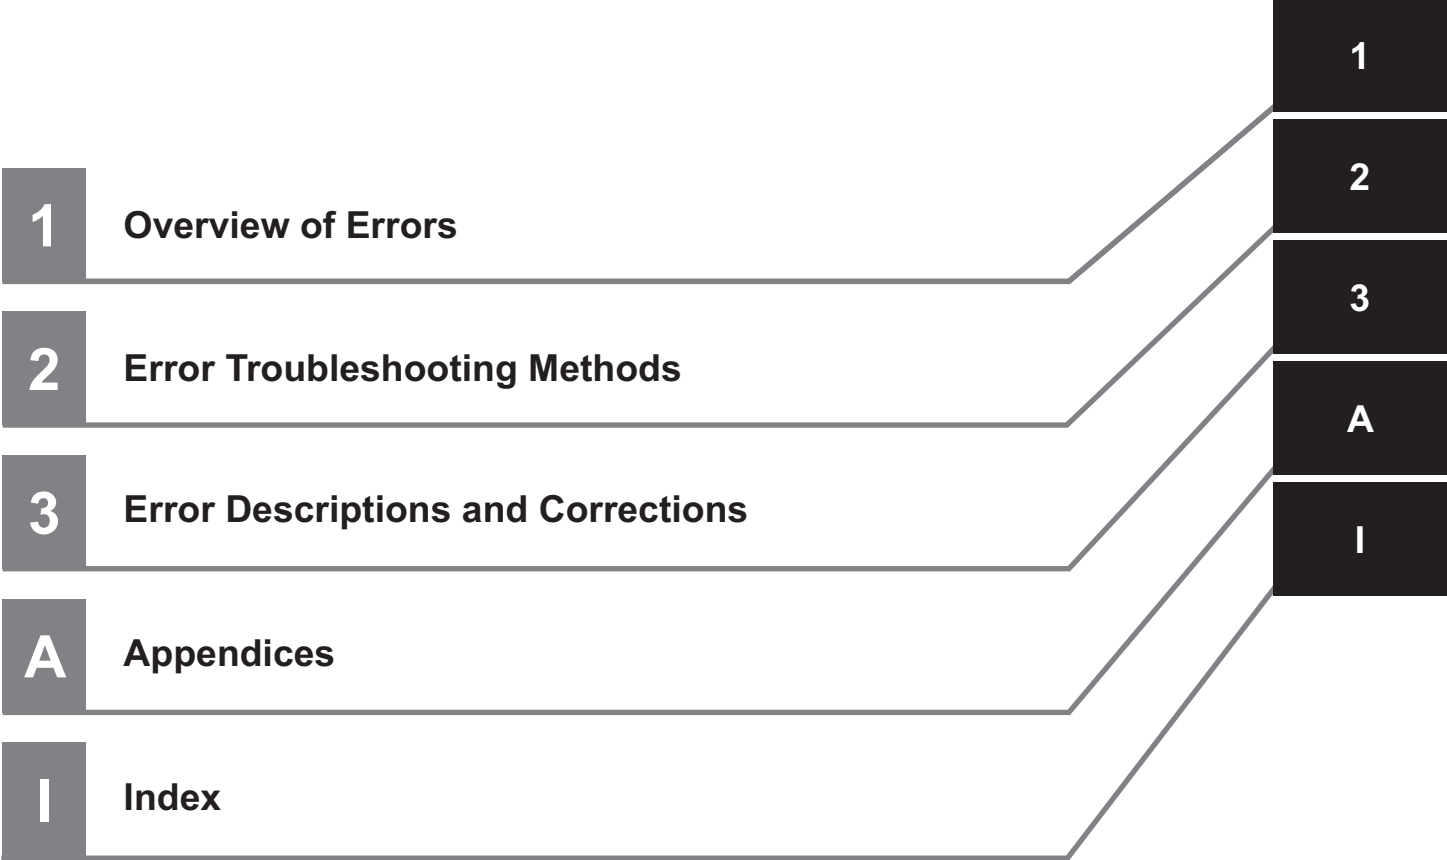 1 Overview of Errors
2 Error Troubleshooting Methods
3 Error Descriptions and Corrections
A Appendices
I Index
1
2
3
A
I